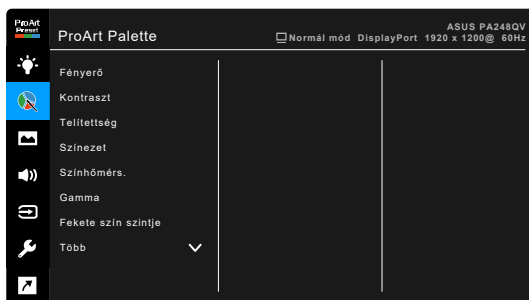 ProArt
Preset
ProArt Palette
ASUS PA248QV
Normál mód DisplayPort 1920 x 1200@ 60Hz
Fényerő
Kontraszt
Telítettség
Színezet
Színhőmérs.
Gamma
Fekete szín szintje
Több